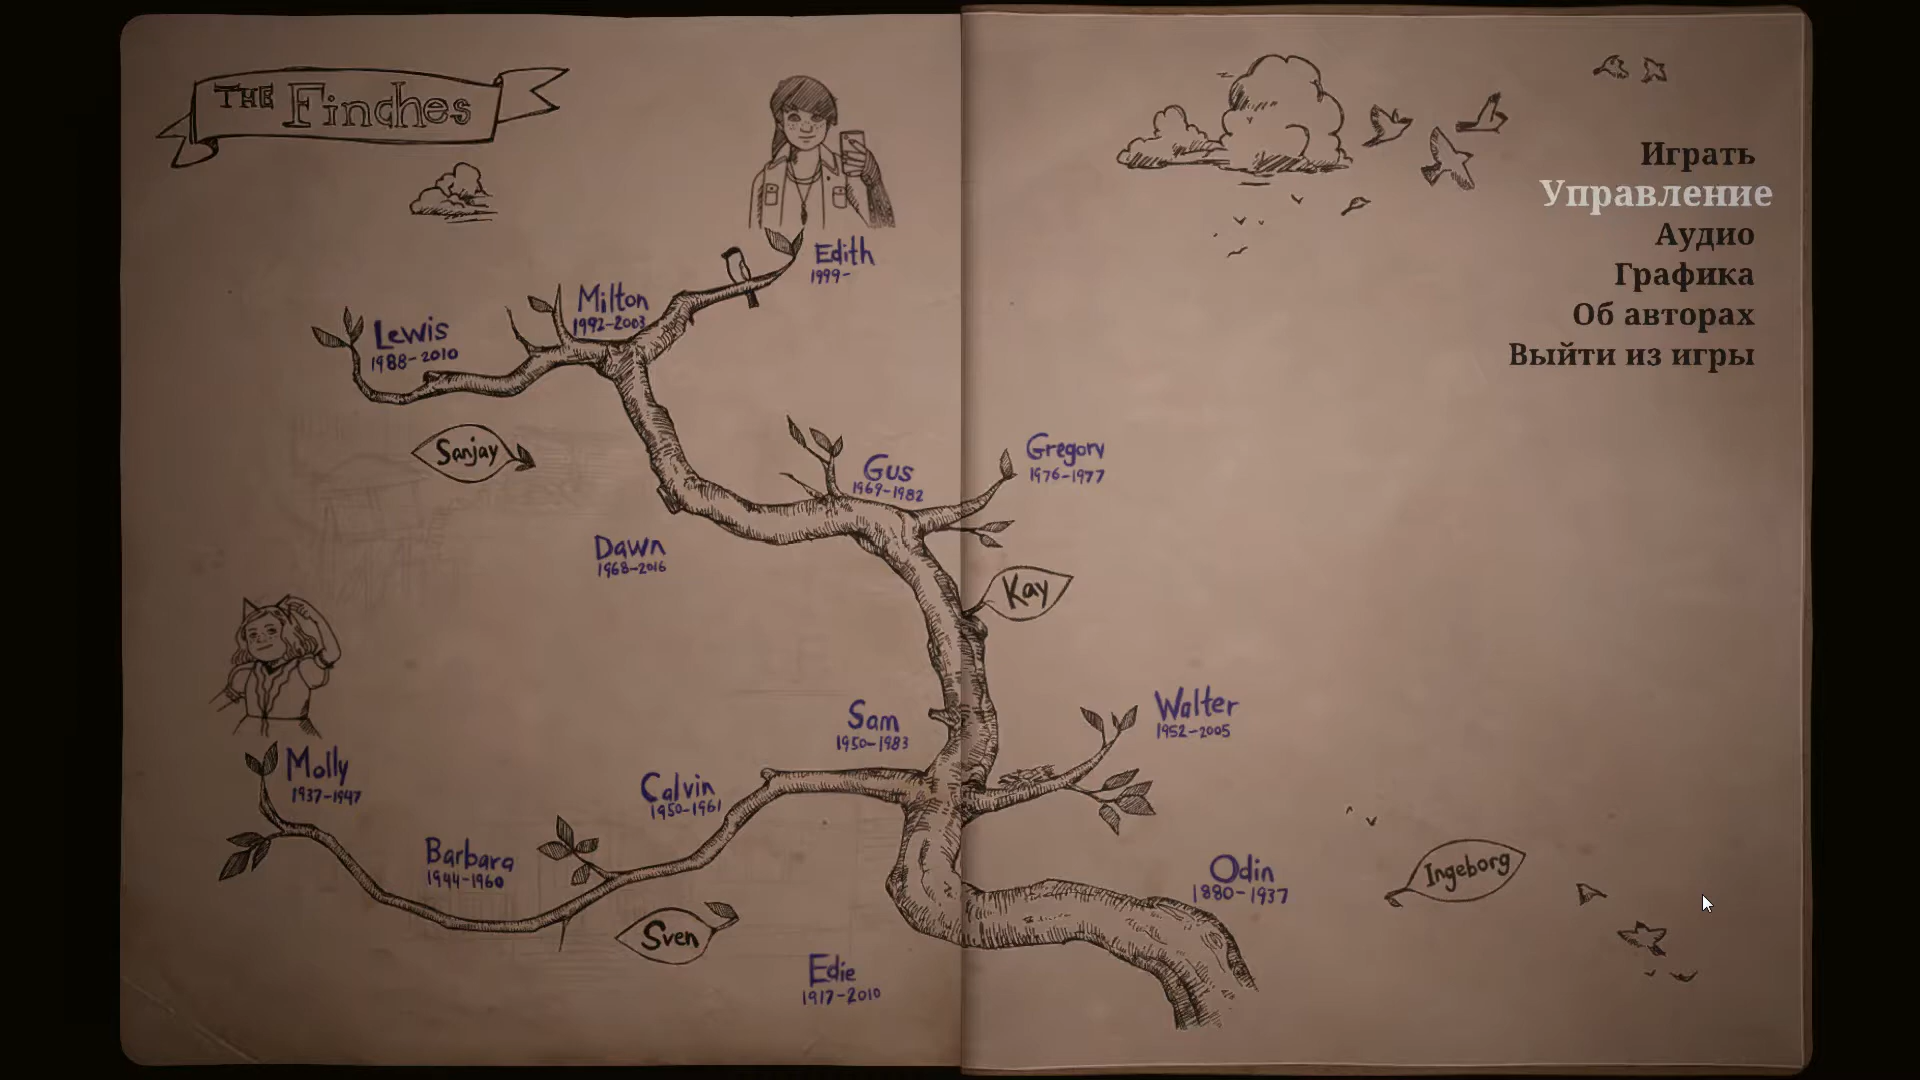 THE Finches
Edith
1999-
Milton
1992-2003
Lewis
1988-2010
Sanjay
Gus
1969-1982
Gregory
1976-1977
Dawn
1968-2016
Kay
Sam
1950-1983
Walter
1952-2005
Molly
1937-1947
Calvin
1950-1961
Barbara
1944-1960
Sven
Odin
1880-1937
Ingeborg
Edie
1917-2010
Играть
Управление
Аудио
Графика
Об авторах
Выйти из игры